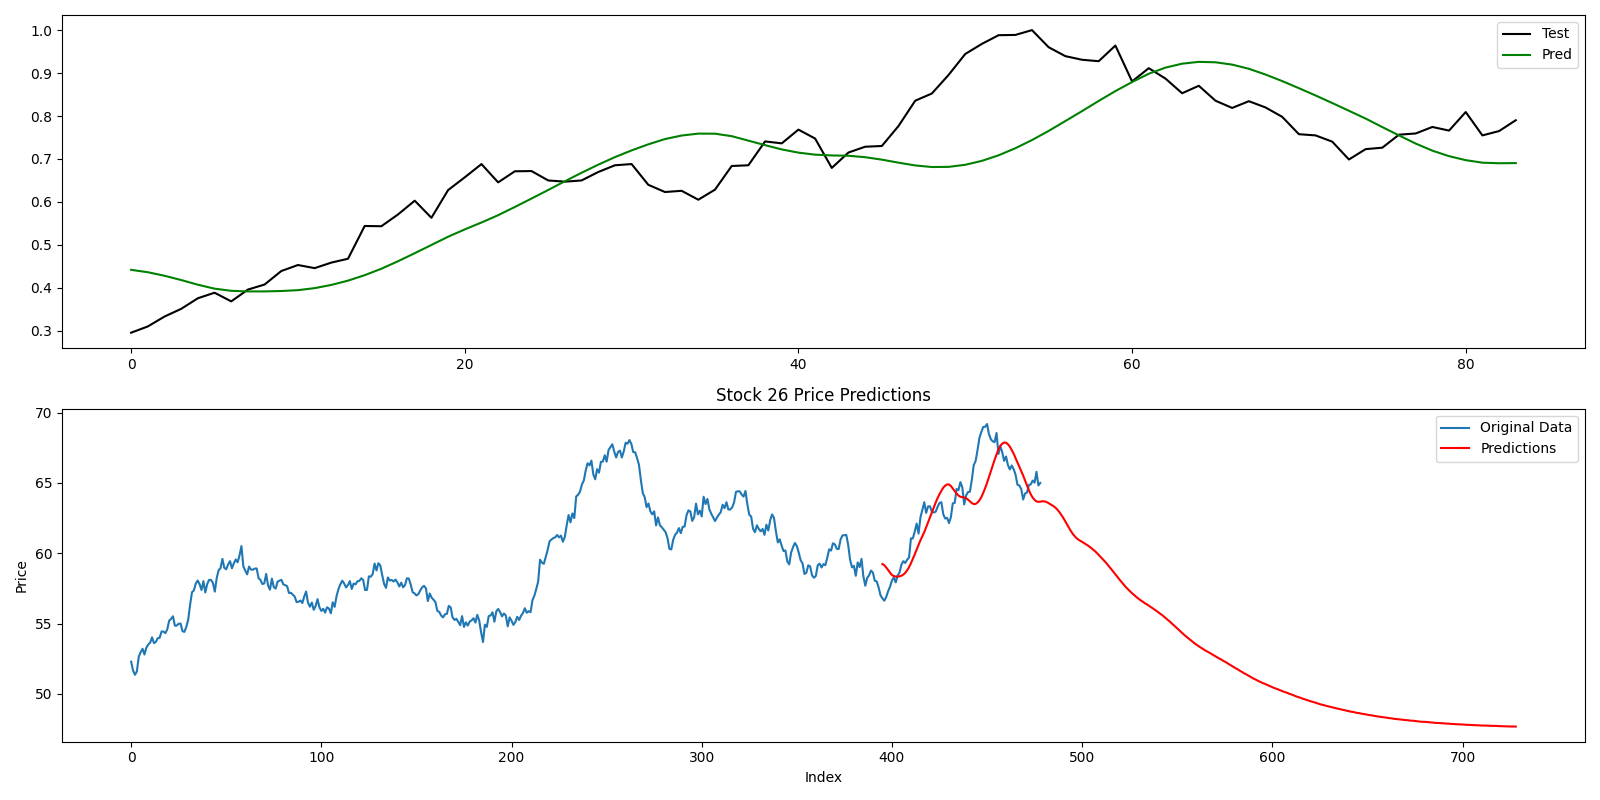 1.0
0.9
0.8
0.7
0.6
0.5
0.4
0.3
Test
Pred
0 20 40 60 80
Stock 26 Price Predictions
70
65
60
55
50
Price
Original Data
Predictions
0 100 200 300 400 500 600 700
Index